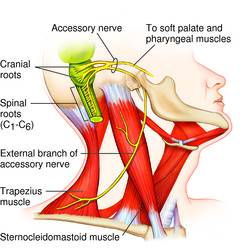 Accessory nerve
To soft palate and
pharyngeal muscles
Cranial
roots
Spinal
roots
(C1-C6)
External branch of
accessory nerve
Trapezius
muscle
Sternocleidomastoid muscle